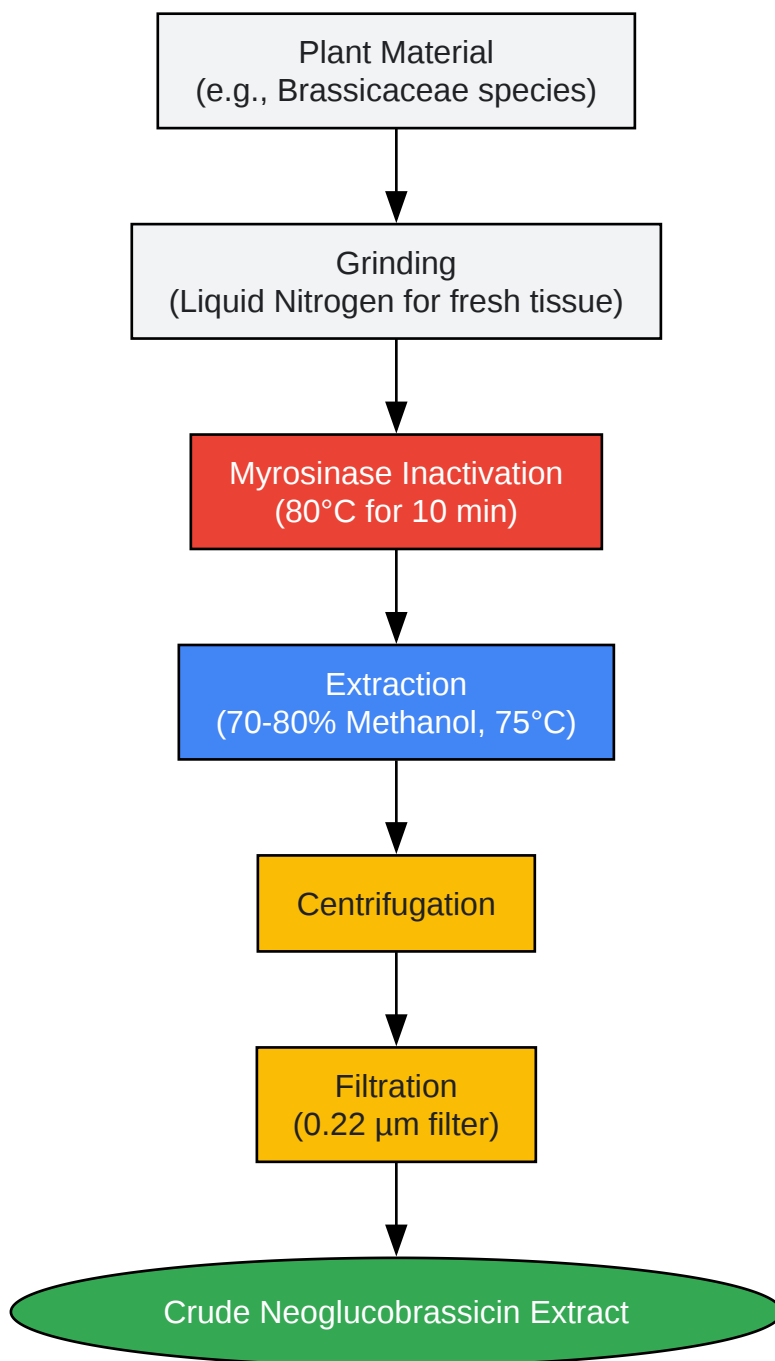 Plant Material
(e.g., Brassicaceae species)
Grinding
(Liquid Nitrogen for fresh tissue)
Myrosinase Inactivation
(80°C for 10 min)
Extraction
(70-80% Methanol, 75°C)
Centrifugation
Filtration
(0.22 µm filter)
Crude Neoglucobrassicin Extract